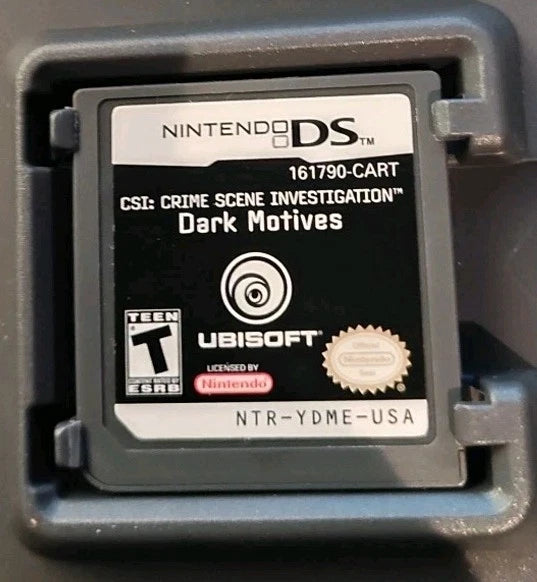 NINTENDO DS™
161790-CART
CSI: CRIME SCENE INVESTIGATION™
Dark Motives
UBISOFT®
TEEN
T
ESRB
LICENSED BY
Nintendo
Official
Nintendo
Seal
®
NTR-YDME-USA